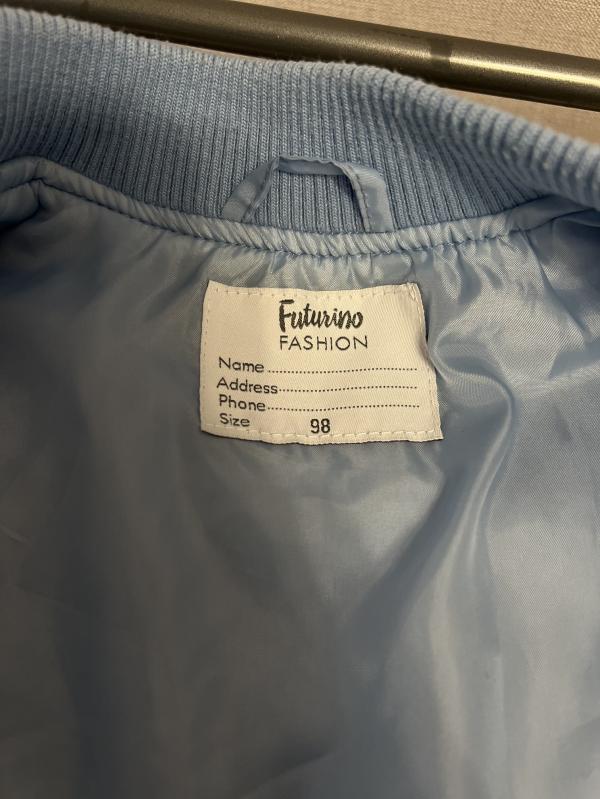 Futurino
FASHION
Name
Address
Phone
Size 98